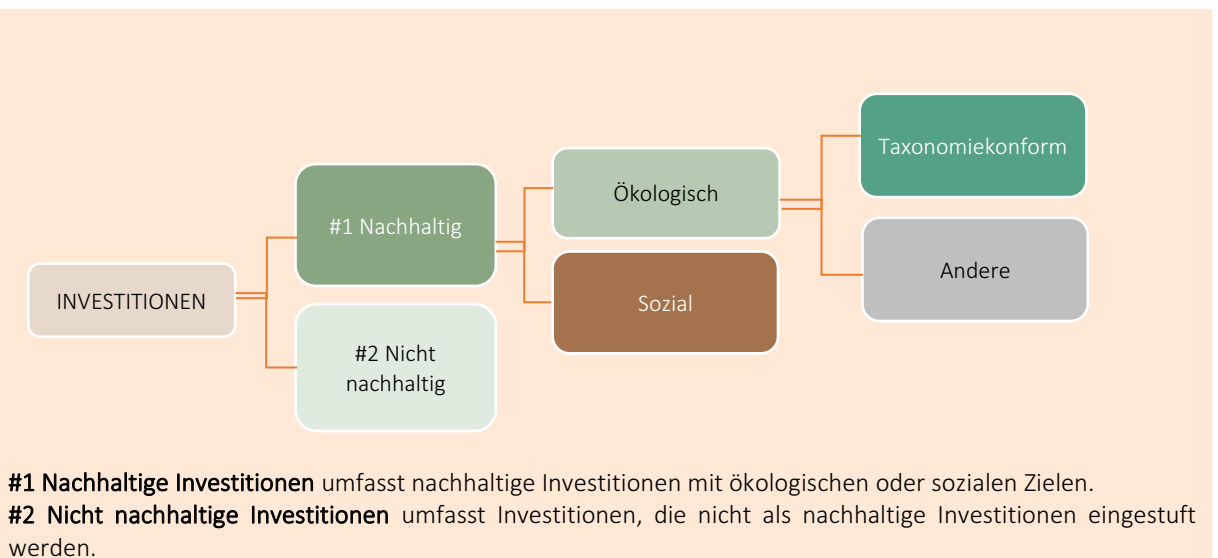 INVESTITIONEN
#1 Nachhaltig
#2 Nicht
nachhaltig
Ökologisch
Sozial
Taxonomiekonform
Andere
#1 Nachhaltige Investitionen umfasst nachhaltige Investitionen mit ökologischen oder sozialen Zielen.
#2 Nicht nachhaltige Investitionen umfasst Investitionen, die nicht als nachhaltige Investitionen eingestuft
werden.